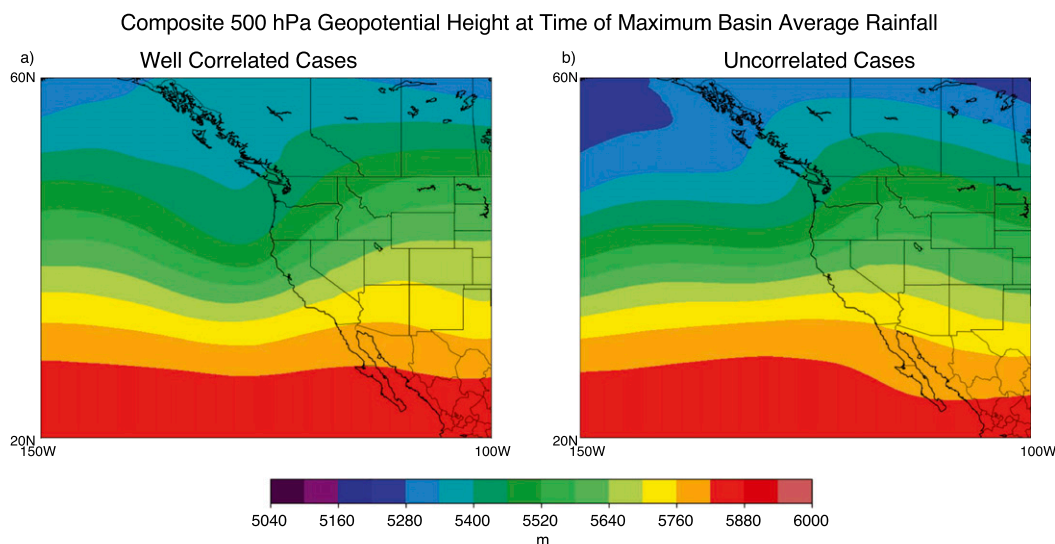 Composite 500 hPa Geopotential Height at Time of Maximum Basin Average Rainfall
a) Well Correlated Cases
b) Uncorrelated Cases
60N
60N
20N
20N
150W
100W
150W
100W
5040 5160 5280 5400 5520 5640 5760 5880 6000
m